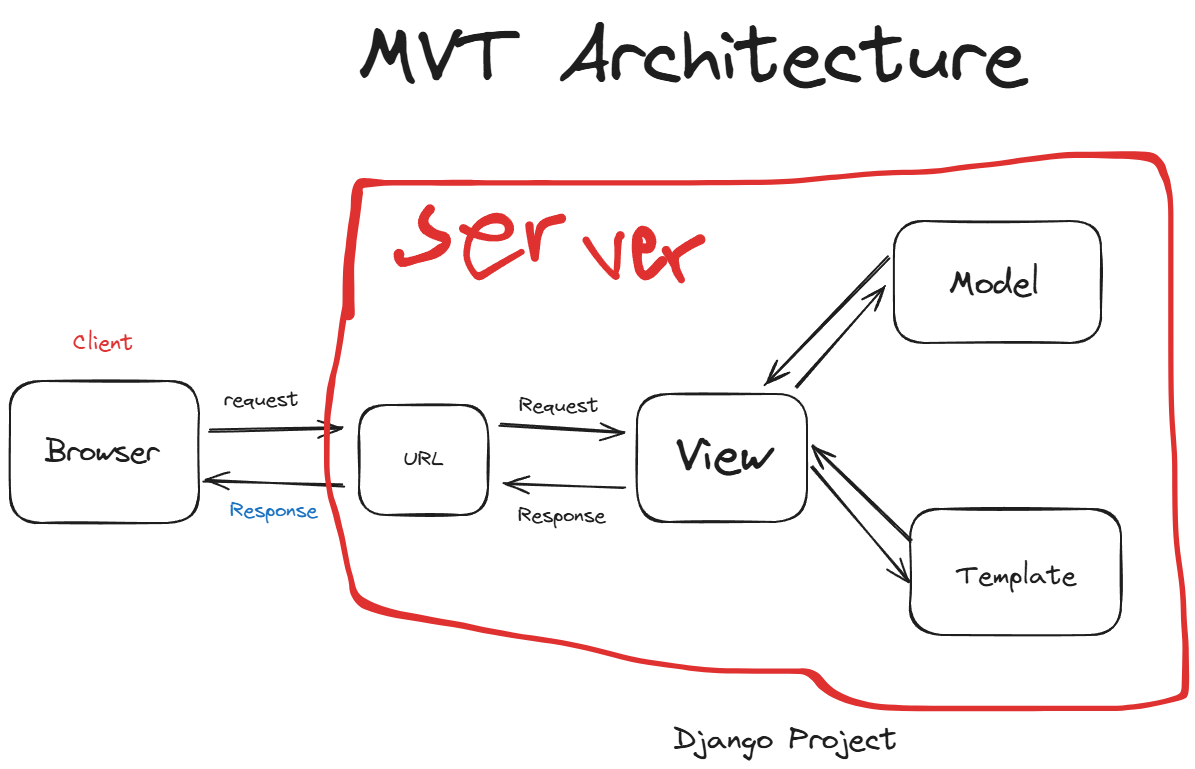 MVT Architecture
server
Model
Client
request
Request
Browser
URL
View
Response
Response
Template
Django Project